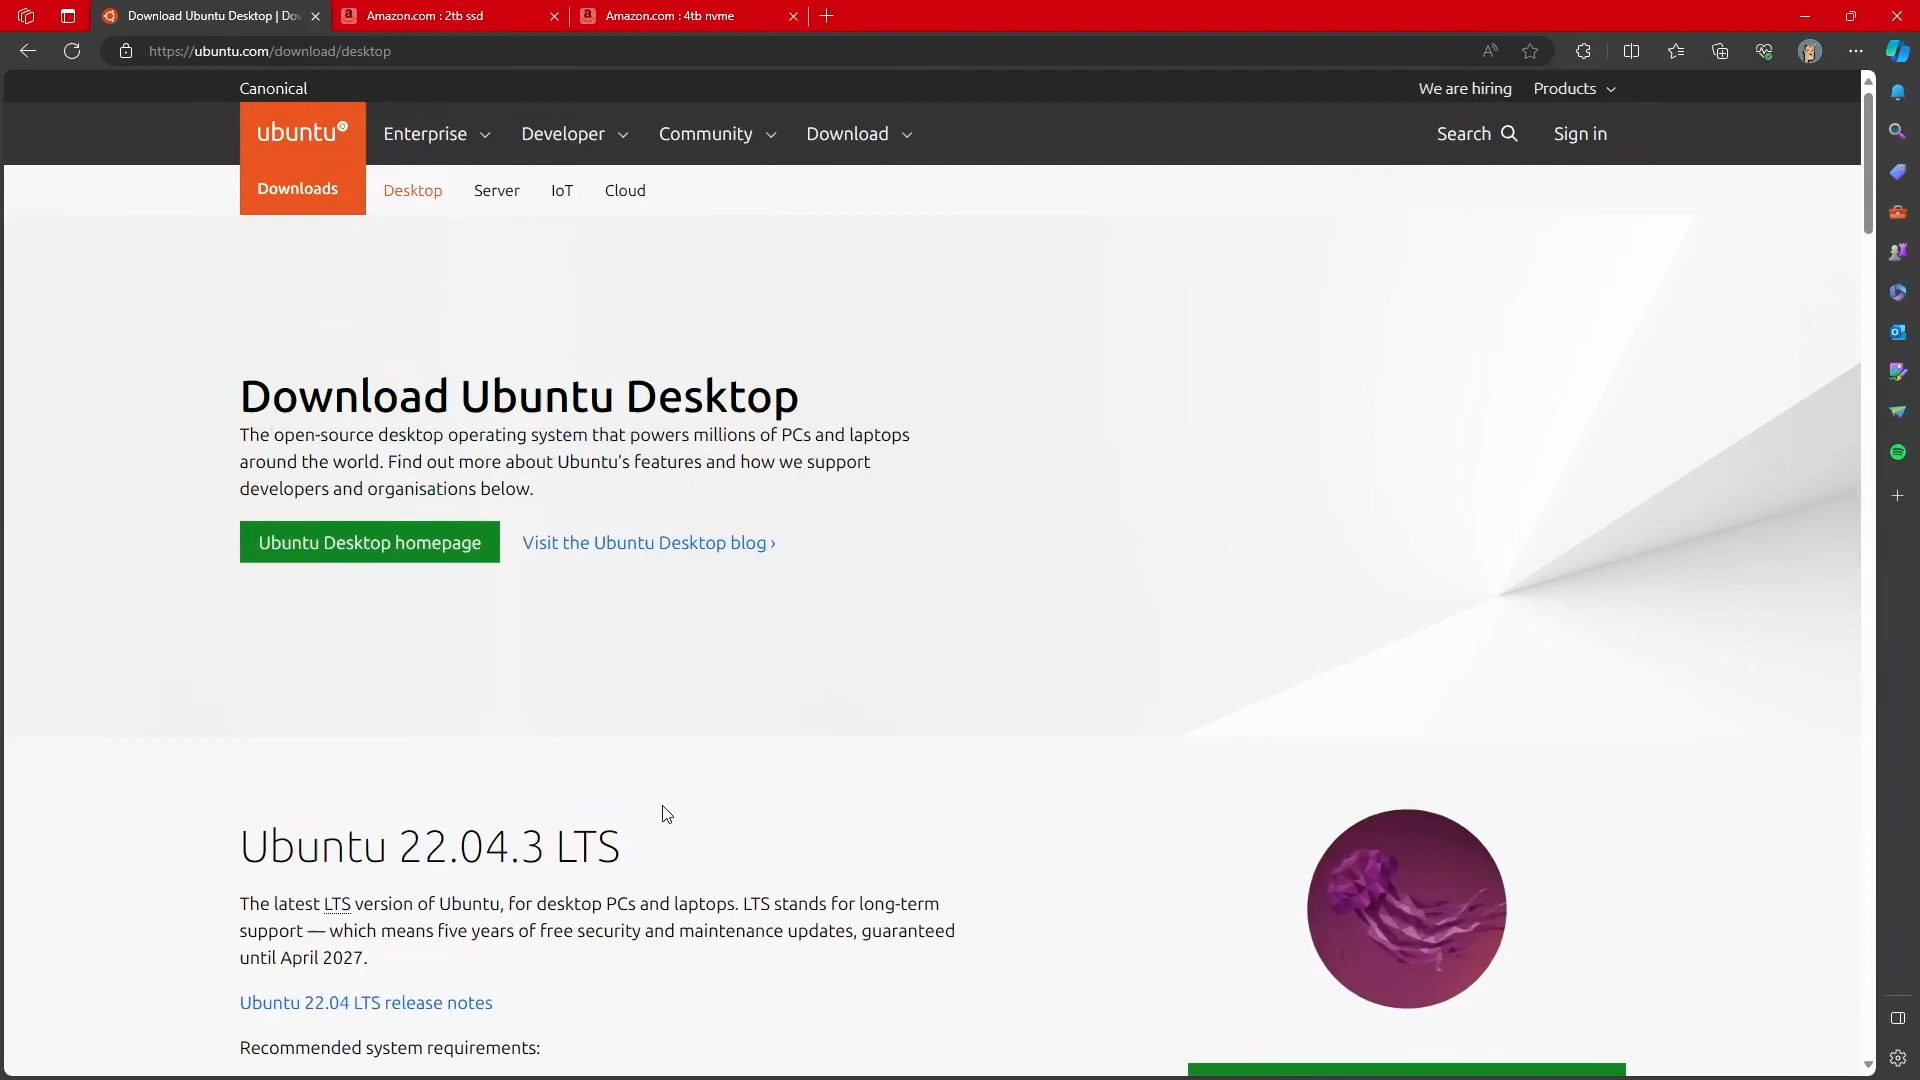 Download Ubuntu Desktop | Do
Amazon.com : 2tb ssd
Amazon.com : 4tb nvme
https://ubuntu.com/download/desktop
Canonical
We are hiring
Products
ubuntu
Enterprise
Developer
Community
Download
Search
Sign in
Downloads
Desktop
Server
IoT
Cloud
Download Ubuntu Desktop
The open-source desktop operating system that powers millions of PCs and laptops
around the world. Find out more about Ubuntu's features and how we support
developers and organisations below.
Ubuntu Desktop homepage
Visit the Ubuntu Desktop blog ›
Ubuntu 22.04.3 LTS
The latest LTS version of Ubuntu, for desktop PCs and laptops. LTS stands for long-term
support — which means five years of free security and maintenance updates, guaranteed
until April 2027.
Ubuntu 22.04 LTS release notes
Recommended system requirements: